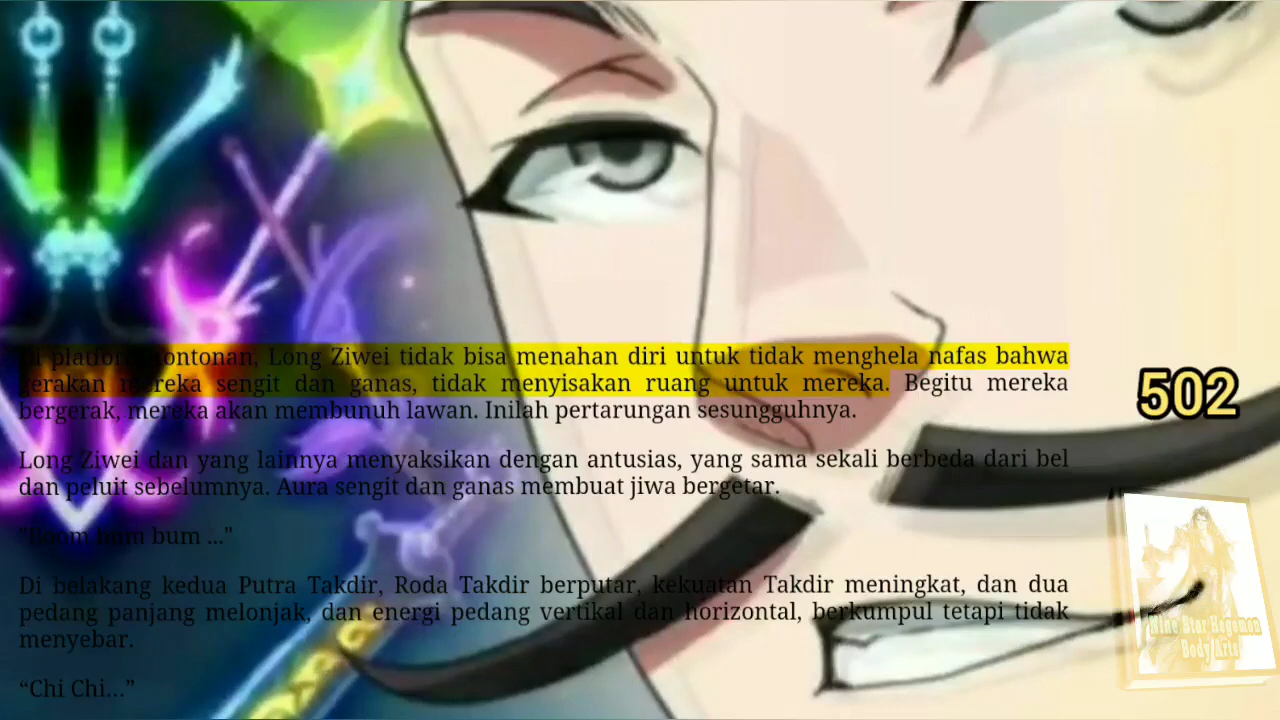 Di platform tontonan, Long Ziwei tidak bisa menahan diri untuk tidak menghela nafas bahwa
gerakan mereka sengit dan ganas, tidak menyisakan ruang untuk mereka. Begitu mereka
bergerak, mereka akan membunuh lawan. Inilah pertarungan sesungguhnya.
Long Ziwei dan yang lainnya menyaksikan dengan antusias, yang sama sekali berbeda dari bel
dan peluit sebelumnya. Aura sengit dan ganas membuat jiwa bergetar.
"Boom bum bum ..."
Di belakang kedua Putra Takdir, Roda Takdir berputar, kekuatan Takdir meningkat, dan dua
pedang panjang melonjak, dan energi pedang vertikal dan horizontal, berkumpul tetapi tidak
menyebar.
“Chi Chi...”
502
Nine Star Hegemon
Body Arts